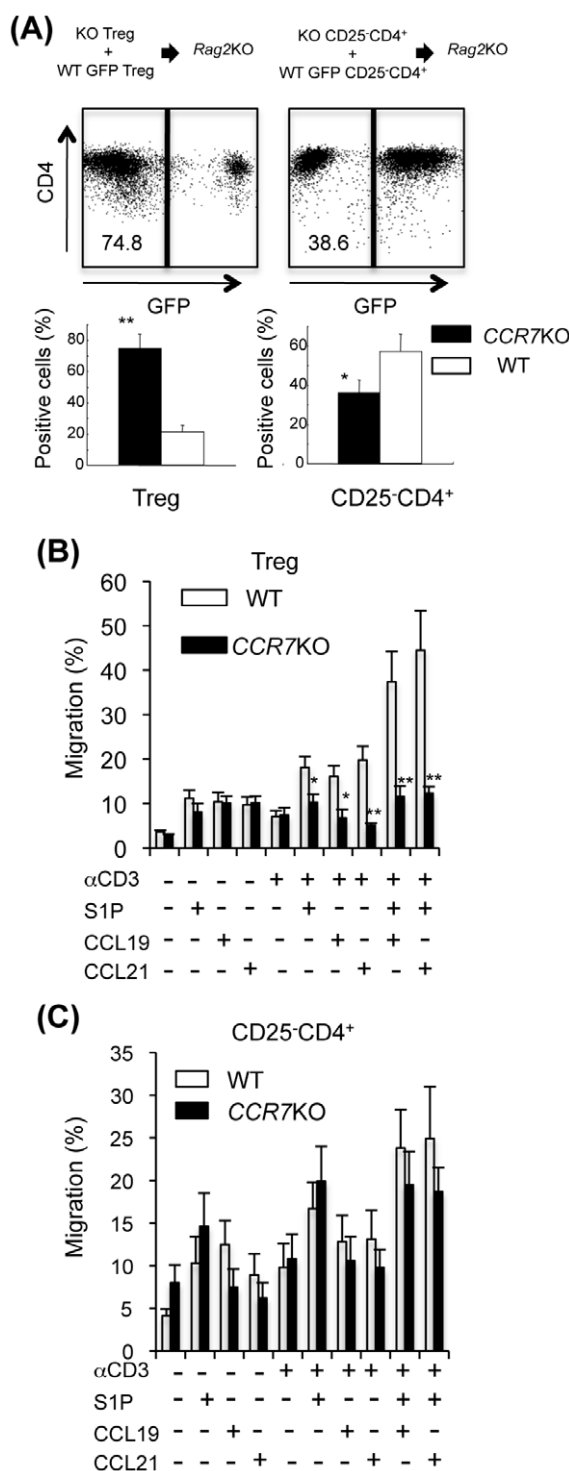 (A)
KO Treg
+
WT GFP Treg
Rag2KO
KO CD25-CD4+
+
WT GFP CD25-CD4+
Rag2KO
CD4
74.8
38.6
GFP
GFP
Positive cells (%)
80
60
40
20
0
**
Treg
Positive cells (%)
60
40
20
0
*
CD25-CD4+
CCR7KO
WT
(B)
Treg
WT
CCR7KO
Migration (%)
60
50
40
30
20
10
0
* * ** ** **
αCD3 - - - - + + + + + +
S1P - + - - - + - - + +
CCL19 - - + - - - + - + -
CCL21 - - - + - - - + - +
(C)
CD25-CD4+
WT
CCR7KO
Migration (%)
35
30
25
20
15
10
5
0
αCD3 - - - - + + + + + +
S1P - + - - - + - - + +
CCL19 - - + - - - + - + -
CCL21 - - - + - - - + - +